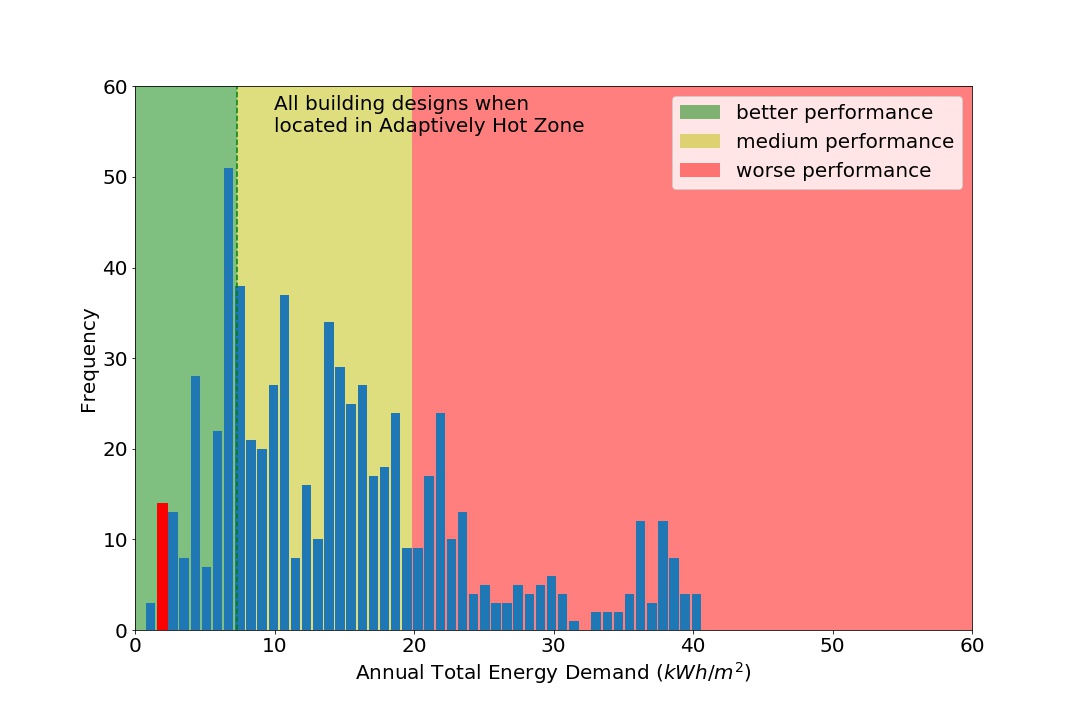 60
50
40
30
20
10
0
Frequency
All building designs when
located in Adaptively Hot Zone
better performance
medium performance
worse performance
0 10 20 30 40 50 60
Annual Total Energy Demand (kWh/m²)